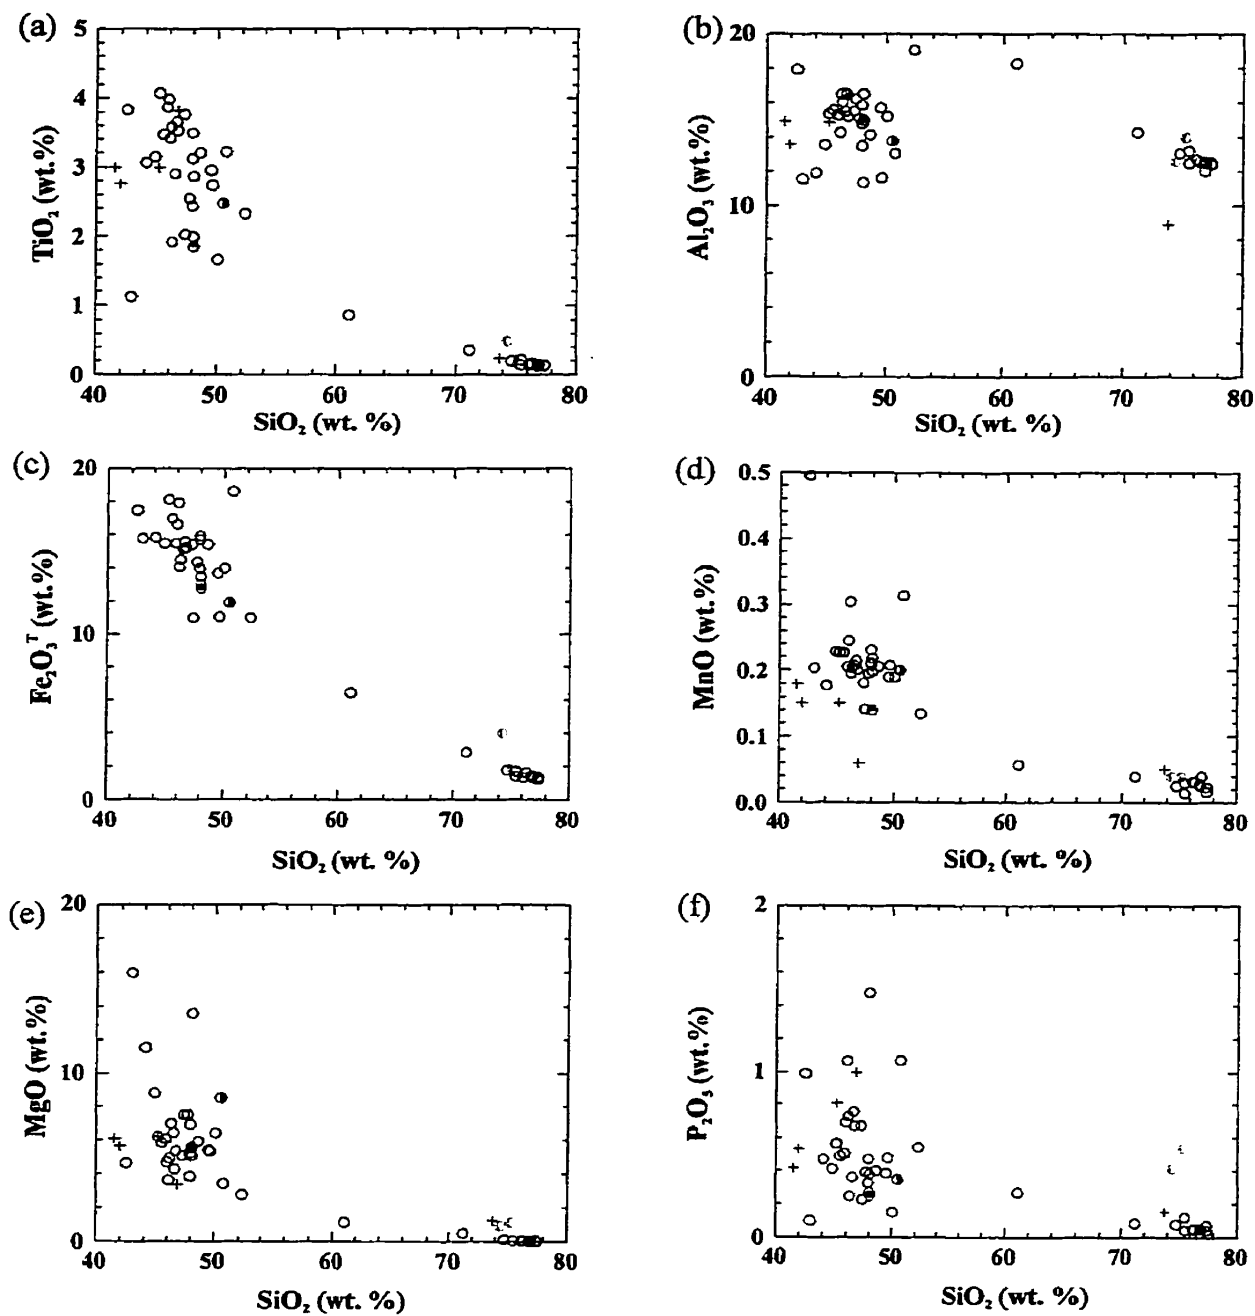 (a)
5
4
3
2
1
0
TiO₂ (wt.%)
40 50 60 70 80
SiO₂ (wt. %)
(b)
20
10
0
Al₂O₃ (wt.%)
40 50 60 70 80
SiO₂ (wt. %)
(c)
20
10
0
Fe₂O₃ᵀ (wt.%)
40 50 60 70 80
SiO₂ (wt. %)
(d)
0.5
0.4
0.3
0.2
0.1
0.0
MnO (wt.%)
40 50 60 70 80
SiO₂ (wt. %)
(e)
20
10
0
MgO (wt.%)
40 50 60 70 80
SiO₂ (wt. %)
(f)
2
1
0
P₂O₅ (wt.%)
40 50 60 70 80
SiO₂ (wt. %)